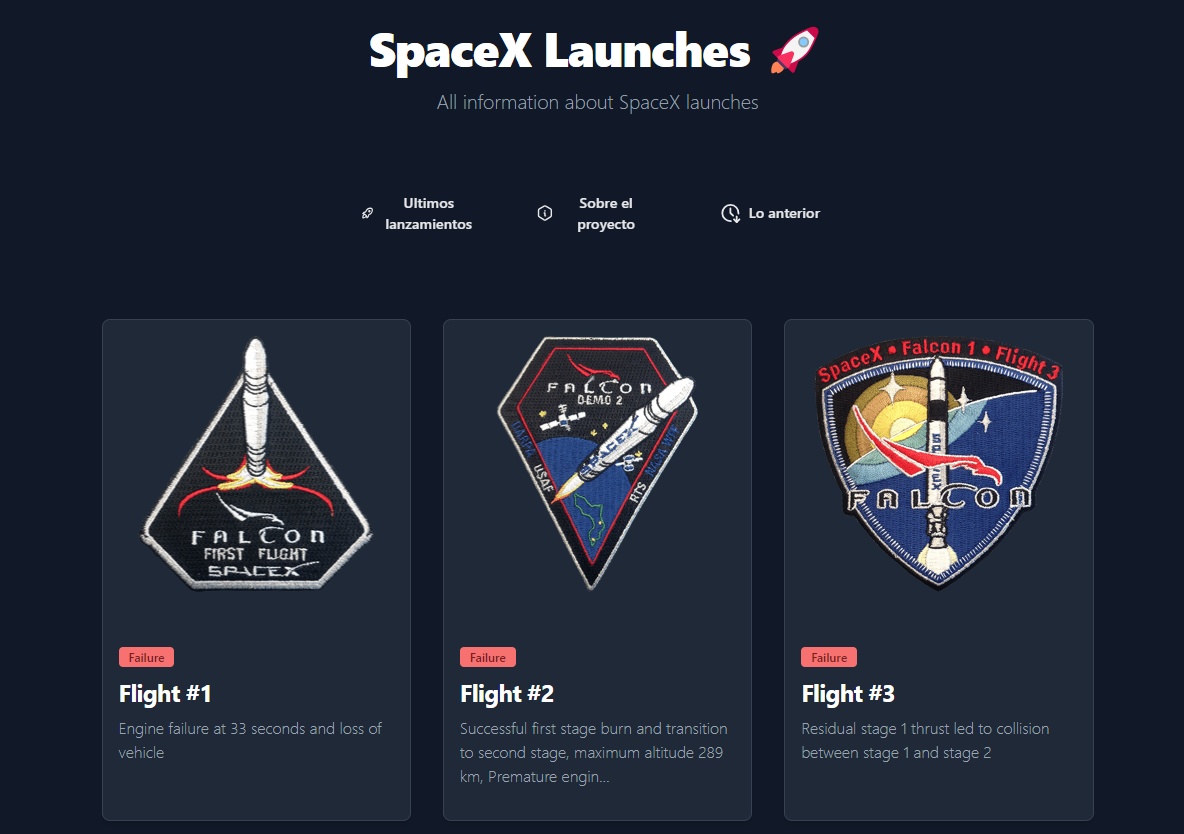 SpaceX Launches
All information about SpaceX launches
Ultimos
lanzamientos
Sobre el
proyecto
Lo anterior
FALCON
FIRST FLIGHT
SPACEX
FALCON
DEMO 2
DARPA
USAF
SPACEX
RTS
NASA-WFF
SpaceX • Falcon 1 • Flight 3
SPACEX
FALCON
Failure
Flight #1
Engine failure at 33 seconds and loss of
vehicle
Failure
Flight #2
Successful first stage burn and transition
to second stage, maximum altitude 289
km, Premature engin...
Failure
Flight #3
Residual stage 1 thrust led to collision
between stage 1 and stage 2